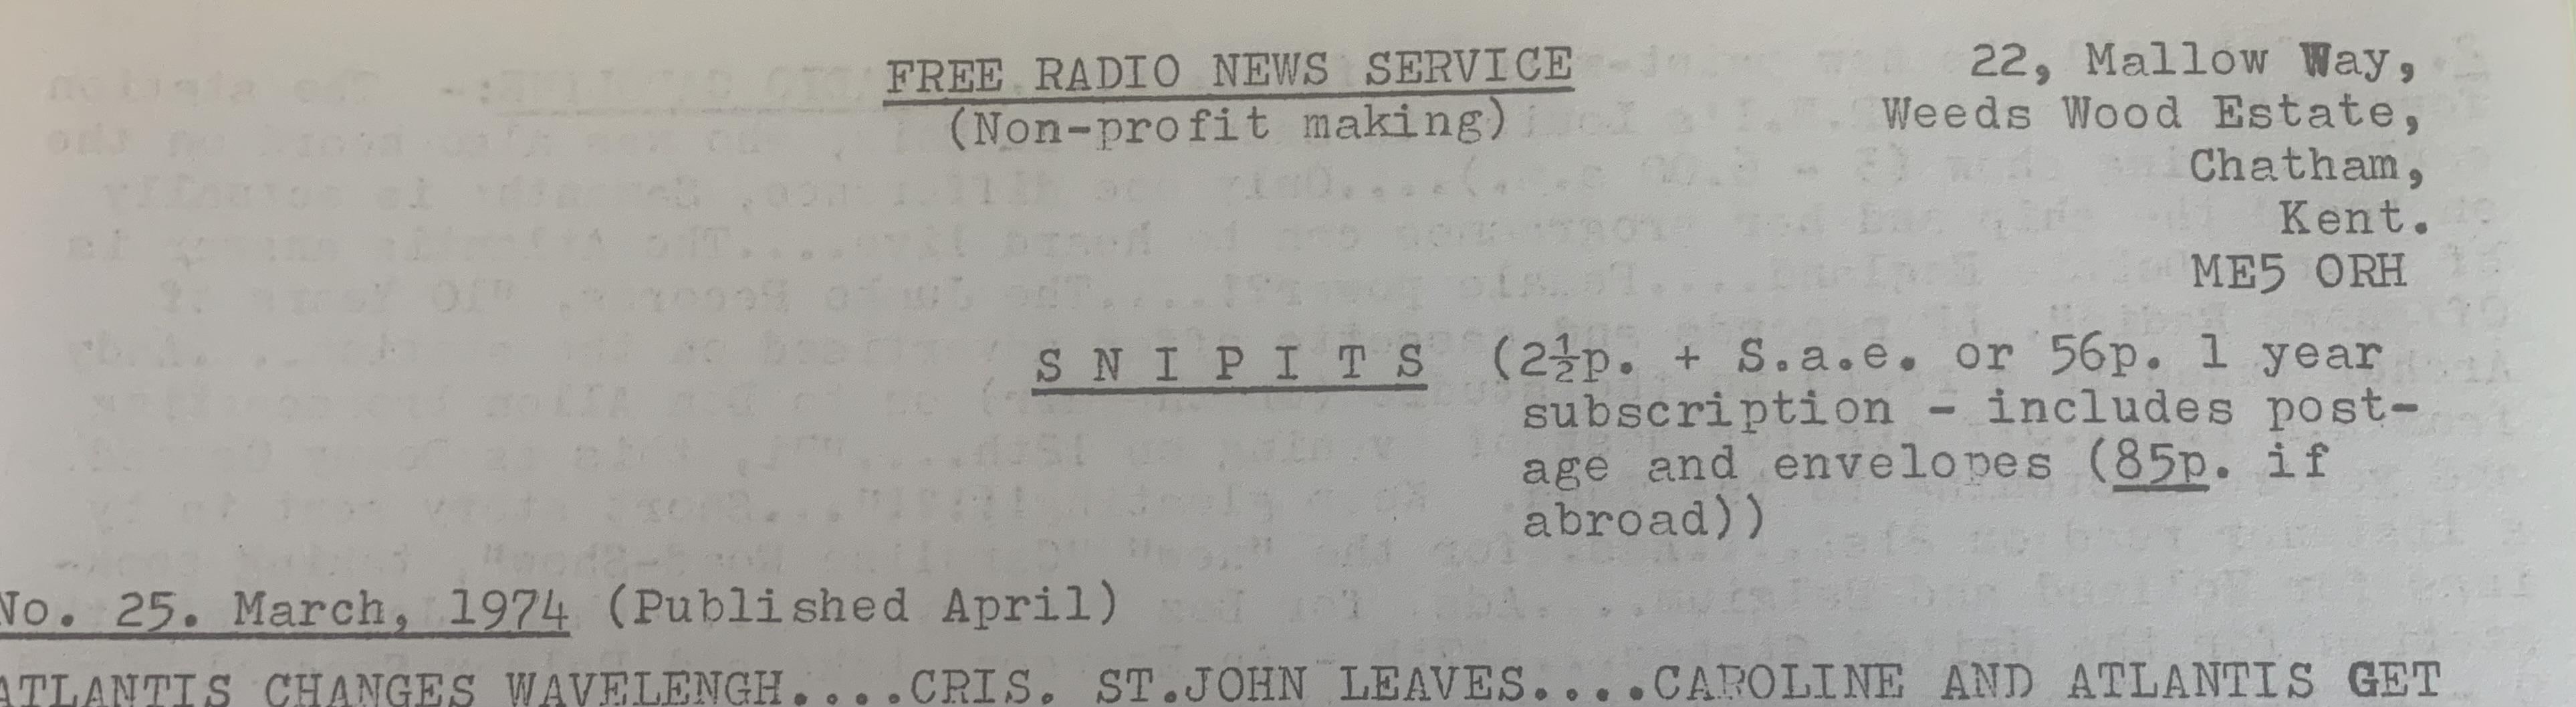 FREE RADIO NEWS SERVICE
(Non-profit making)
22, Mallow Way,
Weeds Wood Estate,
Chatham,
Kent.
ME5 ORH
S N I P I T S (2½p. + S.a.e. or 56p. 1 year
subscription - includes post-
age and envelopes (85p. if
abroad))
No. 25. March, 1974 (Published April)
ATLANTIS CHANGES WAVELENGH....CRIS. ST.JOHN LEAVES....CAROLINE AND ATLANTIS GET